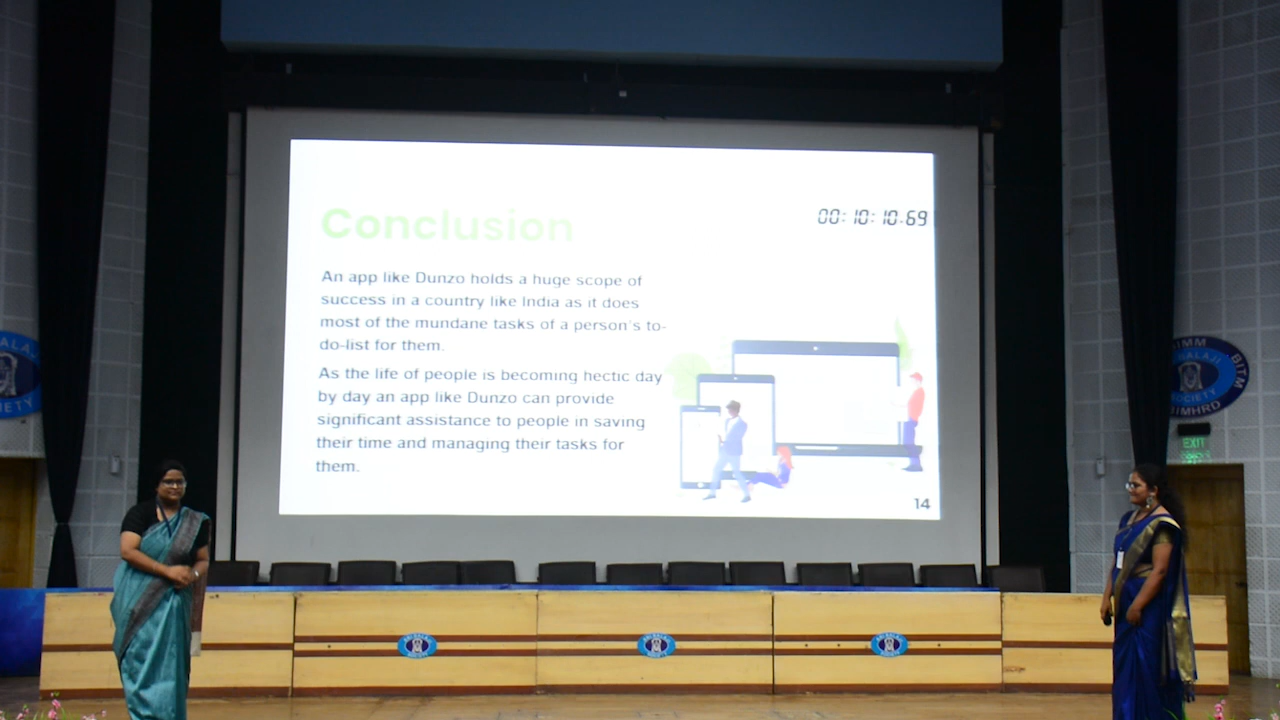 Conclusion
00:10:10.69
An app like Dunzo holds a huge scope of
success in a country like India as it does
most of the mundane tasks of a person's to-
do-list for them.
As the life of people is becoming hectic day
by day an app like Dunzo can provide
significant assistance to people in saving
their time and managing their tasks for
them.
14
BITM
SOCIETY
EXIT